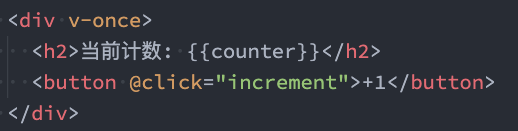 <div v-once>
  <h2>当前计数: {{counter}}</h2>
  <button @click="increment">+1</button>
</div>